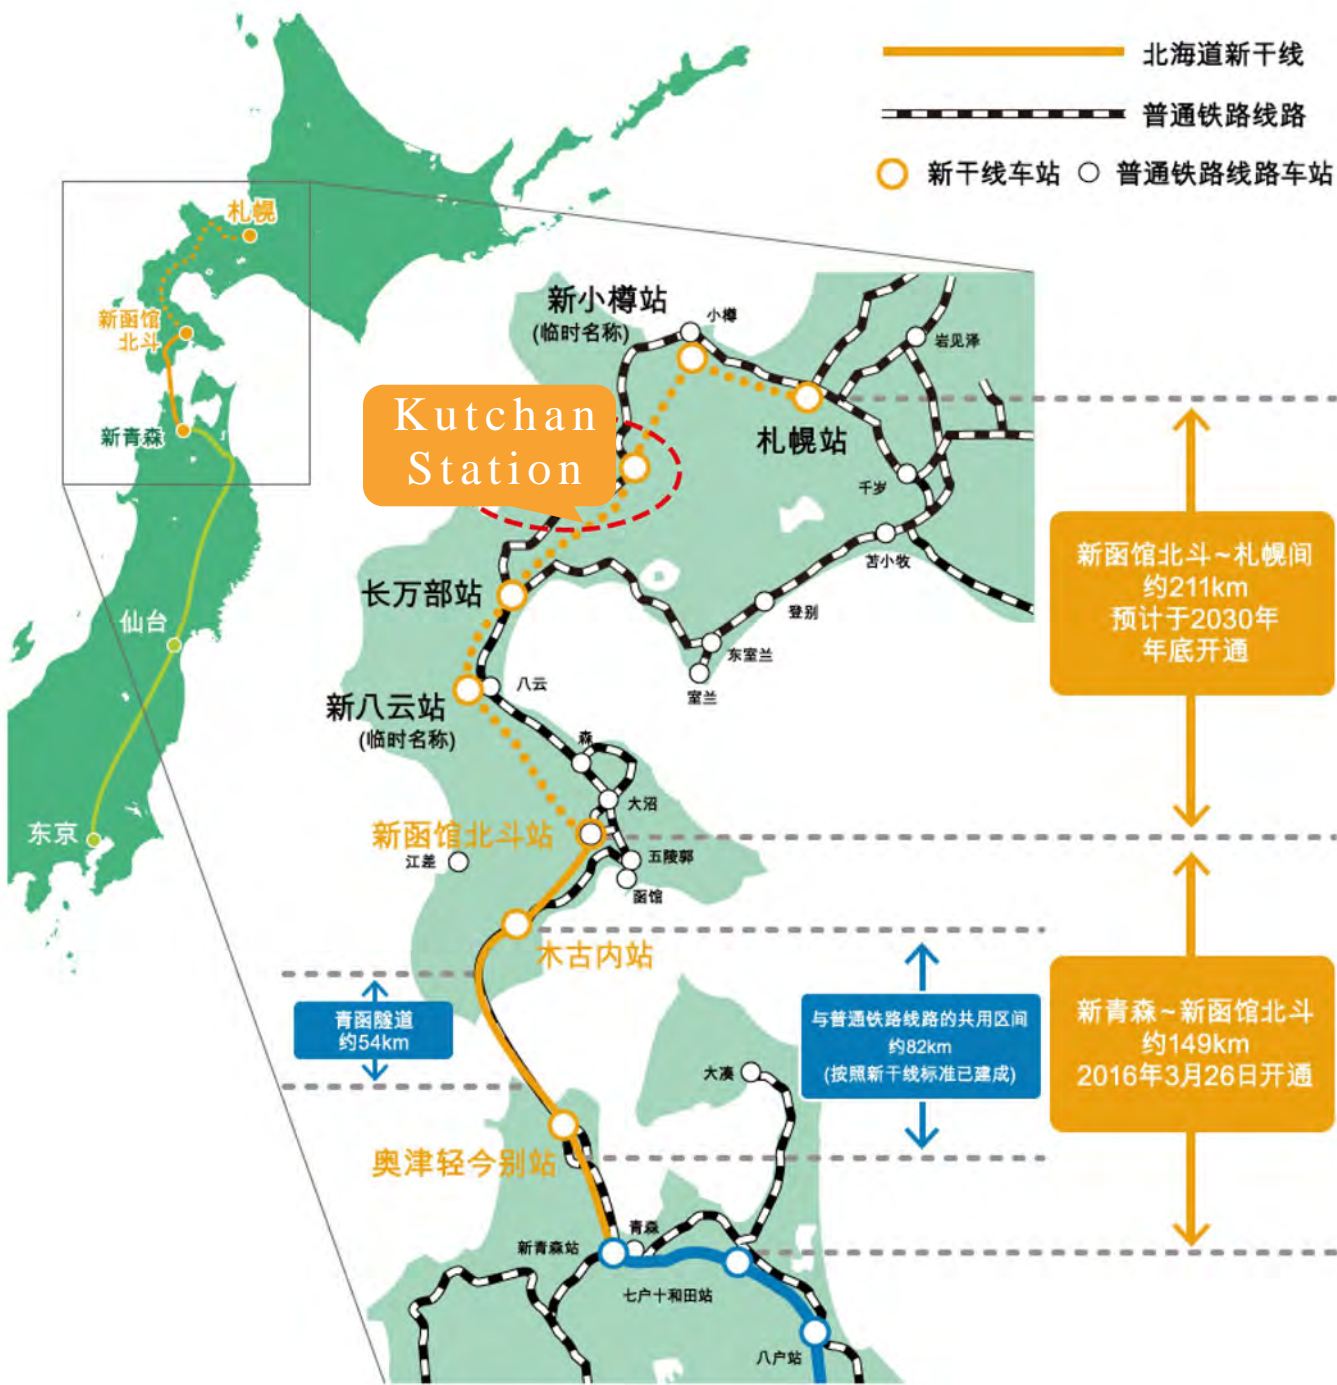 北海道新干线
普通铁路线路
新干线车站
普通铁路线路车站
札幌
新函馆
北斗
新青森
仙台
东京
新小樽站
(临时名称)
小樽
岩见泽
Kutchan
Station
札幌站
千岁
苫小牧
长万部站
登别
东室兰
室兰
新八云站
(临时名称)
八云
森
大沼
新函馆北斗站
江差
五陵郭
函馆
木古内站
新函馆北斗~札幌间
约211km
预计于2030年
年底开通
青函隧道
约54km
与普通铁路线路的共用区间
约82km
(按照新干线标准已建成)
新青森~新函馆北斗
约149km
2016年3月26日开通
大凑
奥津轻今别站
青森
新青森站
七户十和田站
八户站